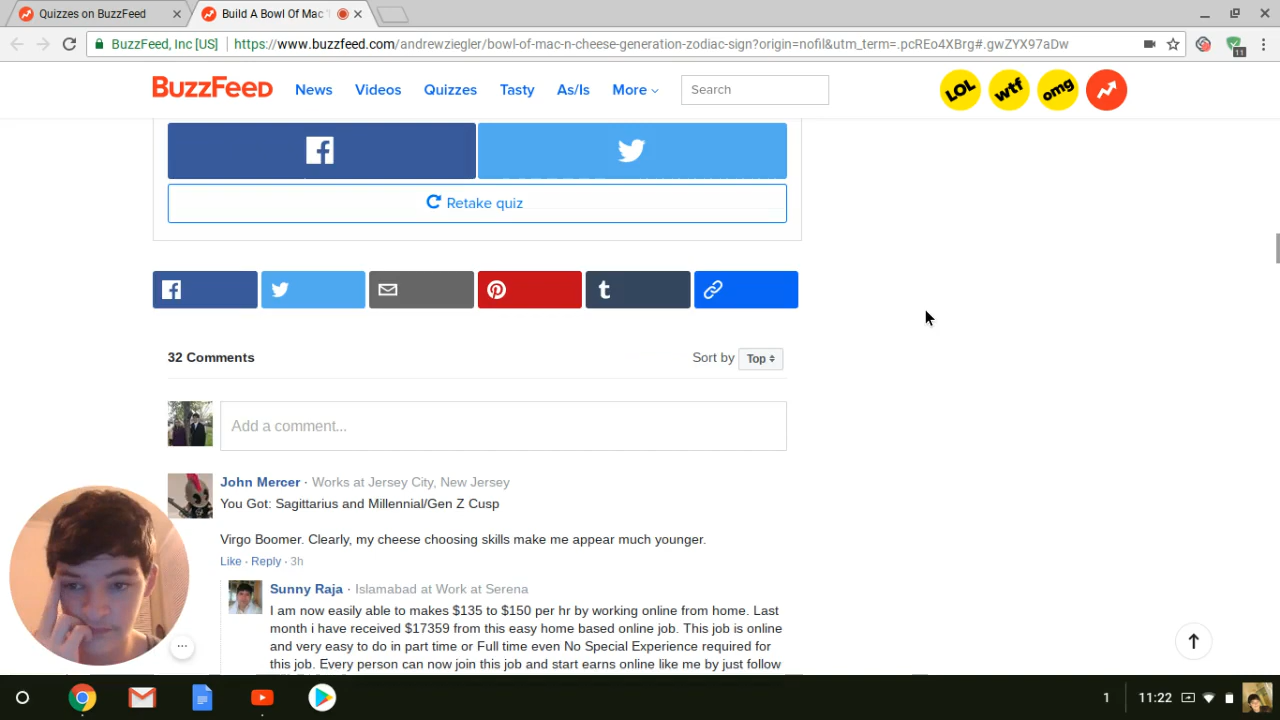 Quizzes on BuzzFeed
Build A Bowl Of Mac '
BuzzFeed, Inc [US]
https://www.buzzfeed.com/andrewziegler/bowl-of-mac-n-cheese-generation-zodiac-sign?origin=nofil&utm_term=.pcREo4XBrg#.gwZYX97aDw
11
BuzzFeed
News
Videos
Quizzes
Tasty
As/Is
More
Search
LOL
wtf
omg
Retake quiz
32 Comments
Sort by Top
Add a comment...
John Mercer · Works at Jersey City, New Jersey
You Got: Sagittarius and Millennial/Gen Z Cusp
Virgo Boomer. Clearly, my cheese choosing skills make me appear much younger.
Like · Reply · 3h
Sunny Raja · Islamabad at Work at Serena
I am now easily able to makes $135 to $150 per hr by working online from home. Last
month i have received $17359 from this easy home based online job. This job is online
and very easy to do in part time or Full time even No Special Experience required for
this job. Every person can now join this job and start earns online like me by just follow
1
11:22